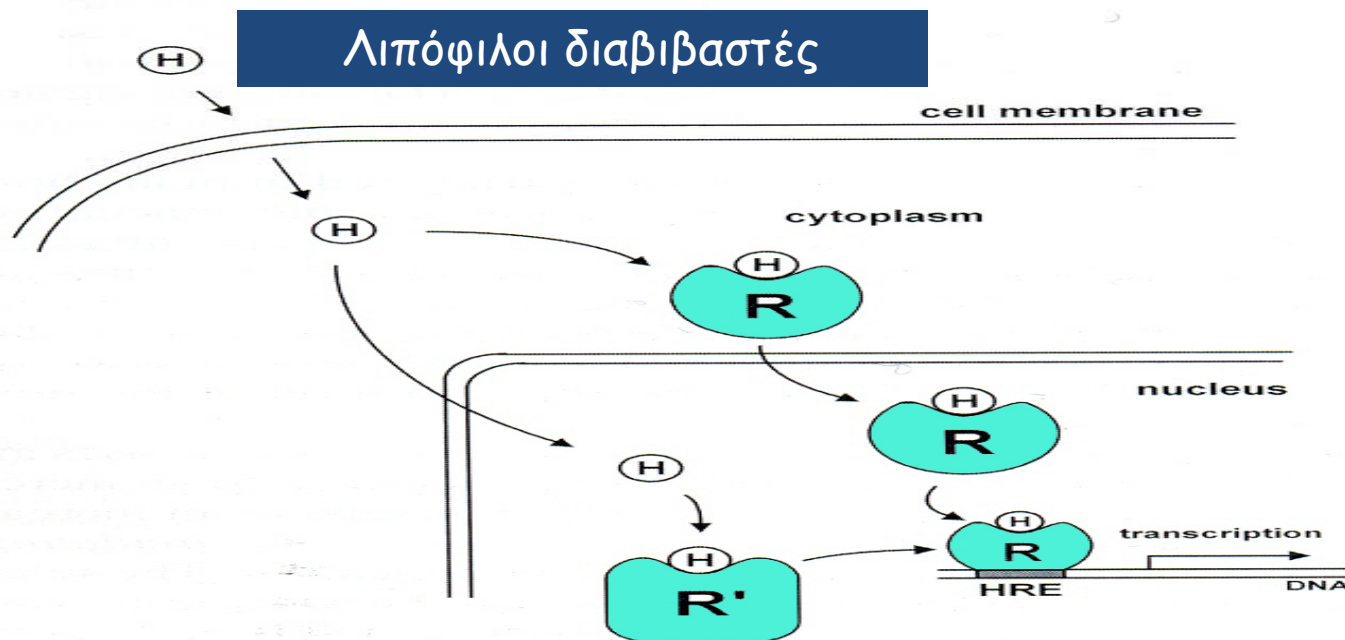 Λιπόφιλοι διαβιβαστές
H
cell membrane
H
cytoplasm
H
R
nucleus
H
R
H
H
R
transcription
HRE
DNA
H
R'